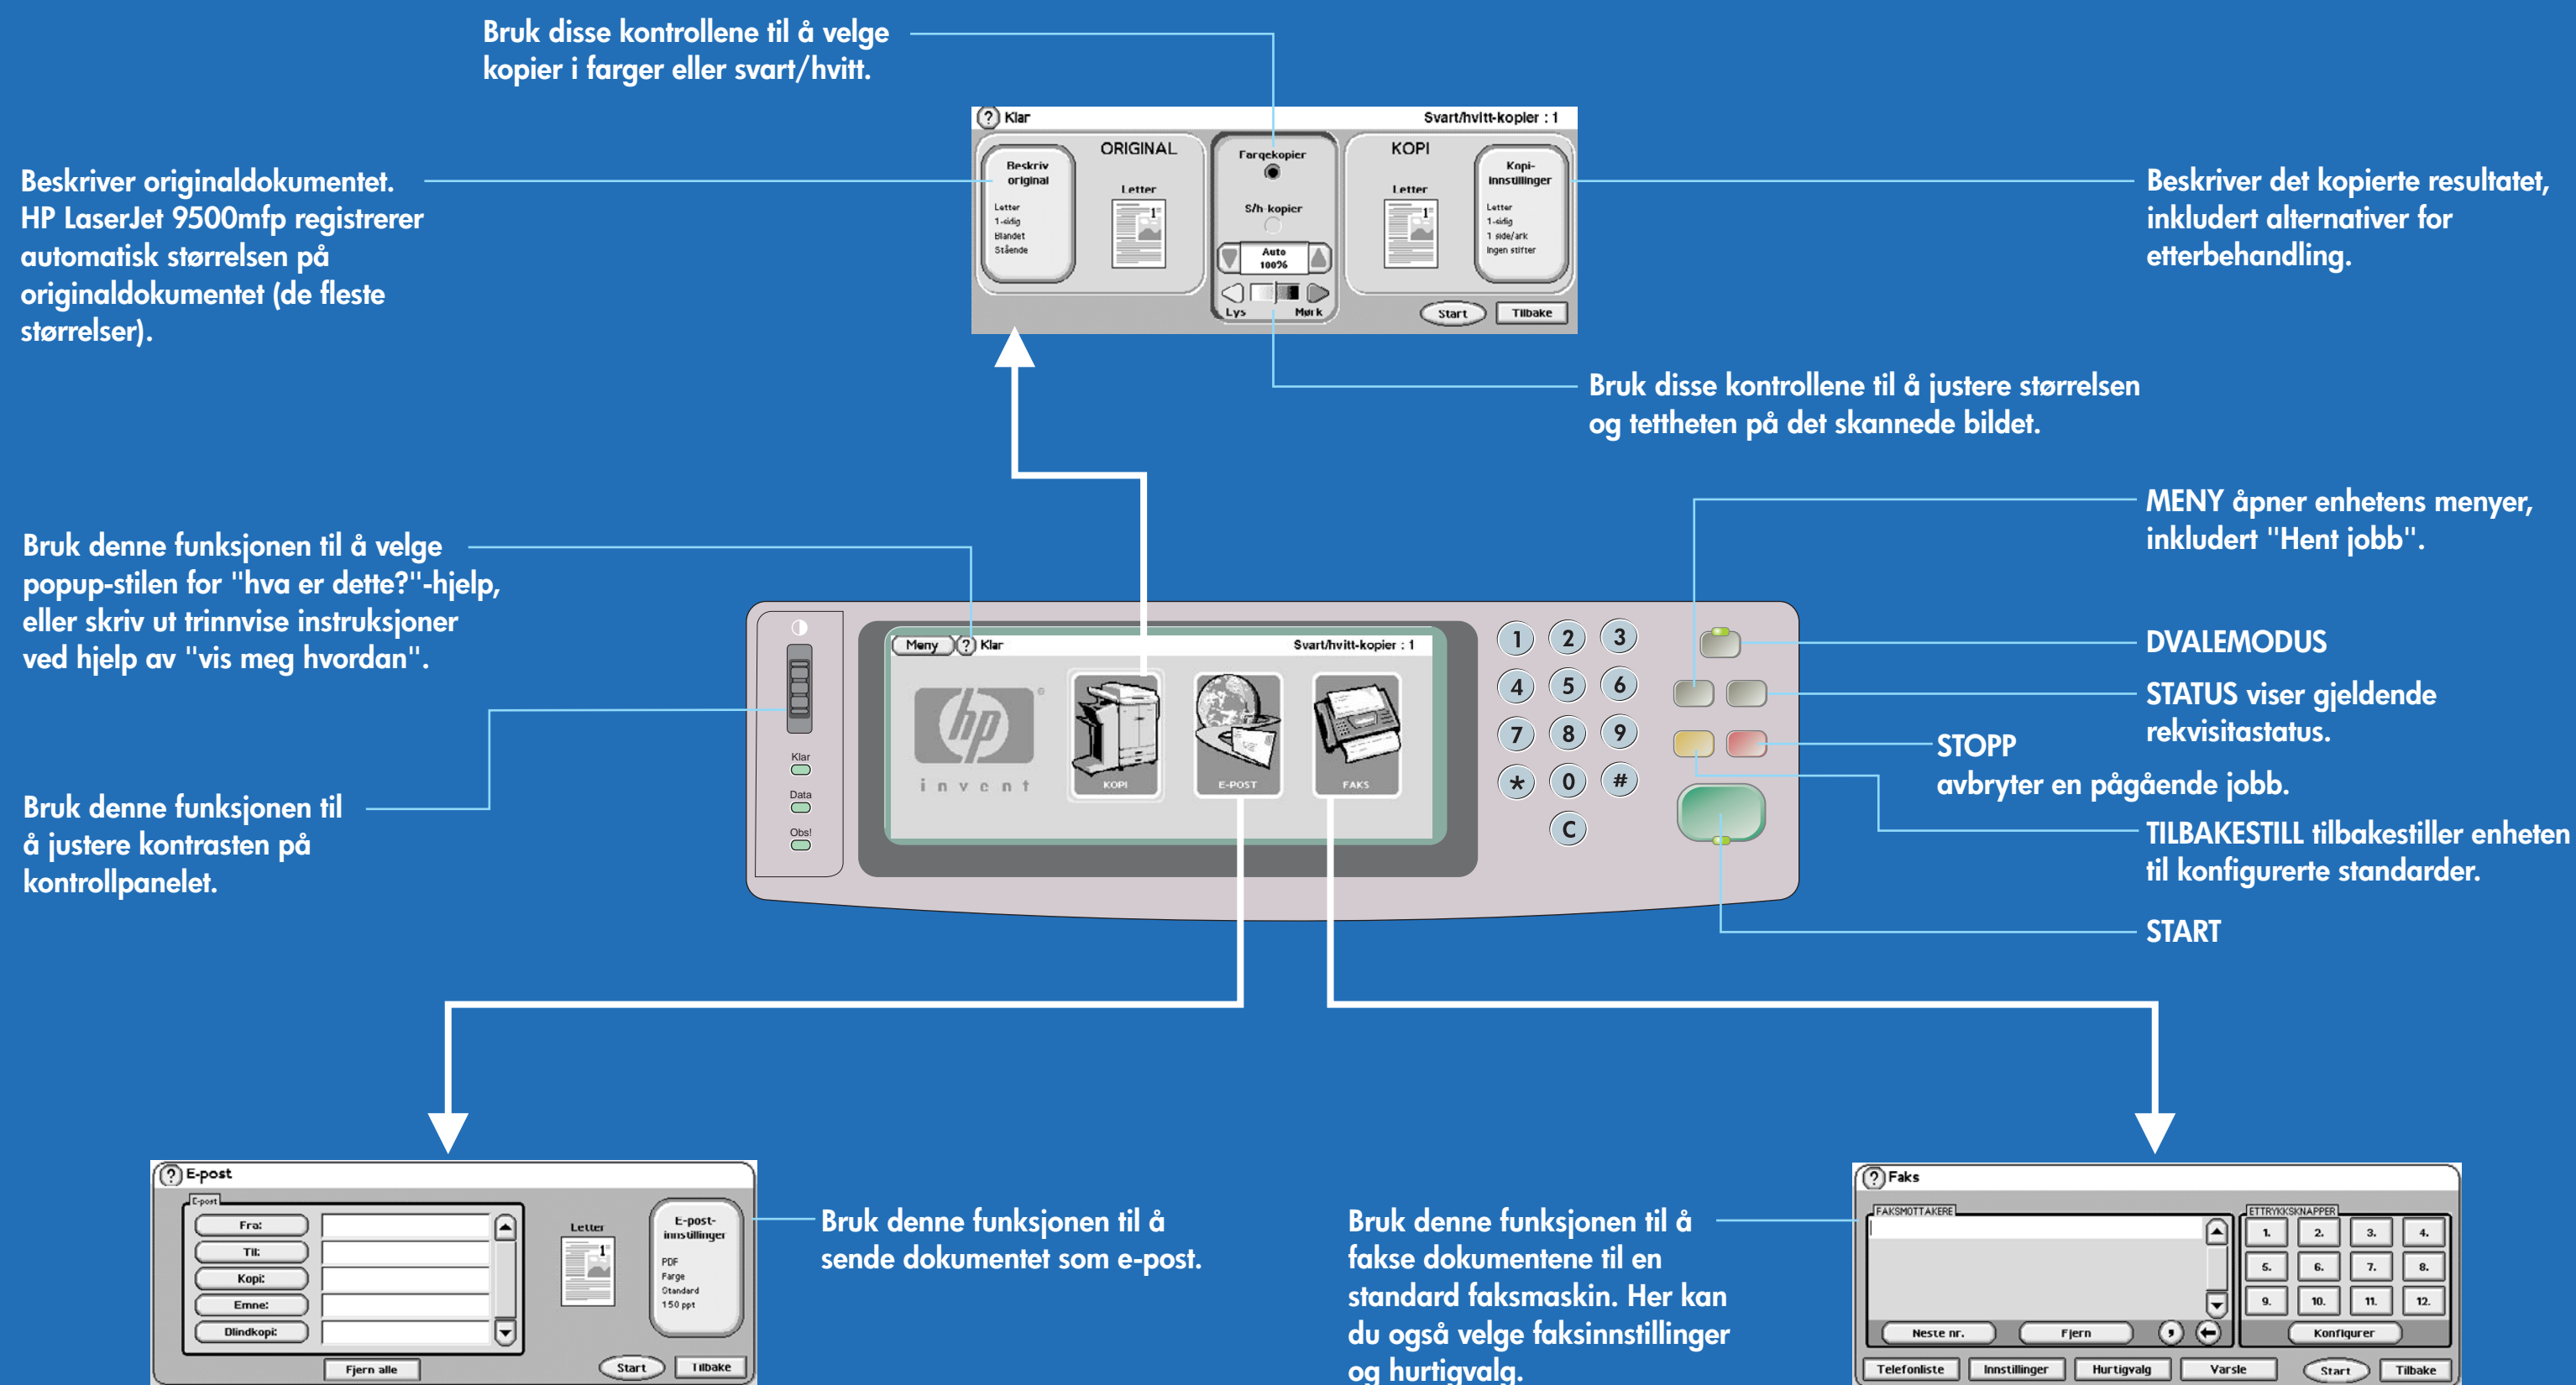 Bruk disse kontrollene til å velge
kopier i farger eller svart/hvitt.
? Klar
Svart/hvitt-kopier : 1
Beskriv
original
Letter
1-sidig
Blandet
Stående
ORIGINAL
Letter
1
Fargekopier
S/h-kopier
Auto
100%
Lys
Mørk
KOPI
Letter
1
Kopi-
innstillinger
Letter
1-sidig
1 side/ark
Ingen stifter
Start
Tilbake
Beskriver originaldokumentet.
HP LaserJet 9500mfp registrerer
automatisk størrelsen på
originaldokumentet (de fleste
størrelser).
Beskriver det kopierte resultatet,
inkludert alternativer for
etterbehandling.
Bruk disse kontrollene til å justere størrelsen
og tettheten på det skannede bildet.
Bruk denne funksjonen til å velge
popup-stilen for "hva er dette?"-hjelp,
eller skriv ut trinnvise instruksjoner
ved hjelp av "vis meg hvordan".
Bruk denne funksjonen til
å justere kontrasten på
kontrollpanelet.
Klar
Data
Obs!
Meny
? Klar
Svart/hvitt-kopier : 1
hp
®
invent
KOPI
E-POST
FAKS
1 2 3
4 5 6
7 8 9
* 0 #
C
MENY åpner enhetens menyer,
inkludert "Hent jobb".
DVALEMODUS
STATUS viser gjeldende
rekvisitastatus.
STOPP
avbryter en pågående jobb.
TILBAKESTILL tilbakestiller enheten
til konfigurerte standarder.
START
? E-post
E-post
Fra:
Til:
Kopi:
Emne:
Blindkopi:
Fjern alle
Letter
1
E-post-
innstillinger
PDF
Farge
Standard
150 ppt
Start
Tilbake
Bruk denne funksjonen til å
sende dokumentet som e-post.
Bruk denne funksjonen til å
fakse dokumentene til en
standard faksmaskin. Her kan
du også velge faksinnstillinger
og hurtigvalg.
? Faks
FAKSMOTTAKERE
Neste nr.
Fjern
,
ETTRYKKSKNAPPER
1. 2. 3. 4.
5. 6. 7. 8.
9. 10. 11. 12.
Konfigurer
Telefonliste
Innstillinger
Hurtigvalg
Varsle
Start
Tilbake